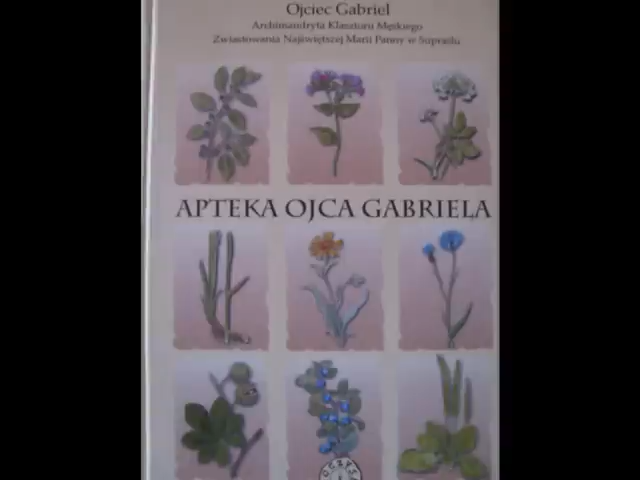 Ojciec Gabriel
Archimandryta Klasztoru Męskiego
Zwiastowania Najświętszej Marii Panny w Supraślu
APTEKA OJCA GABRIELA